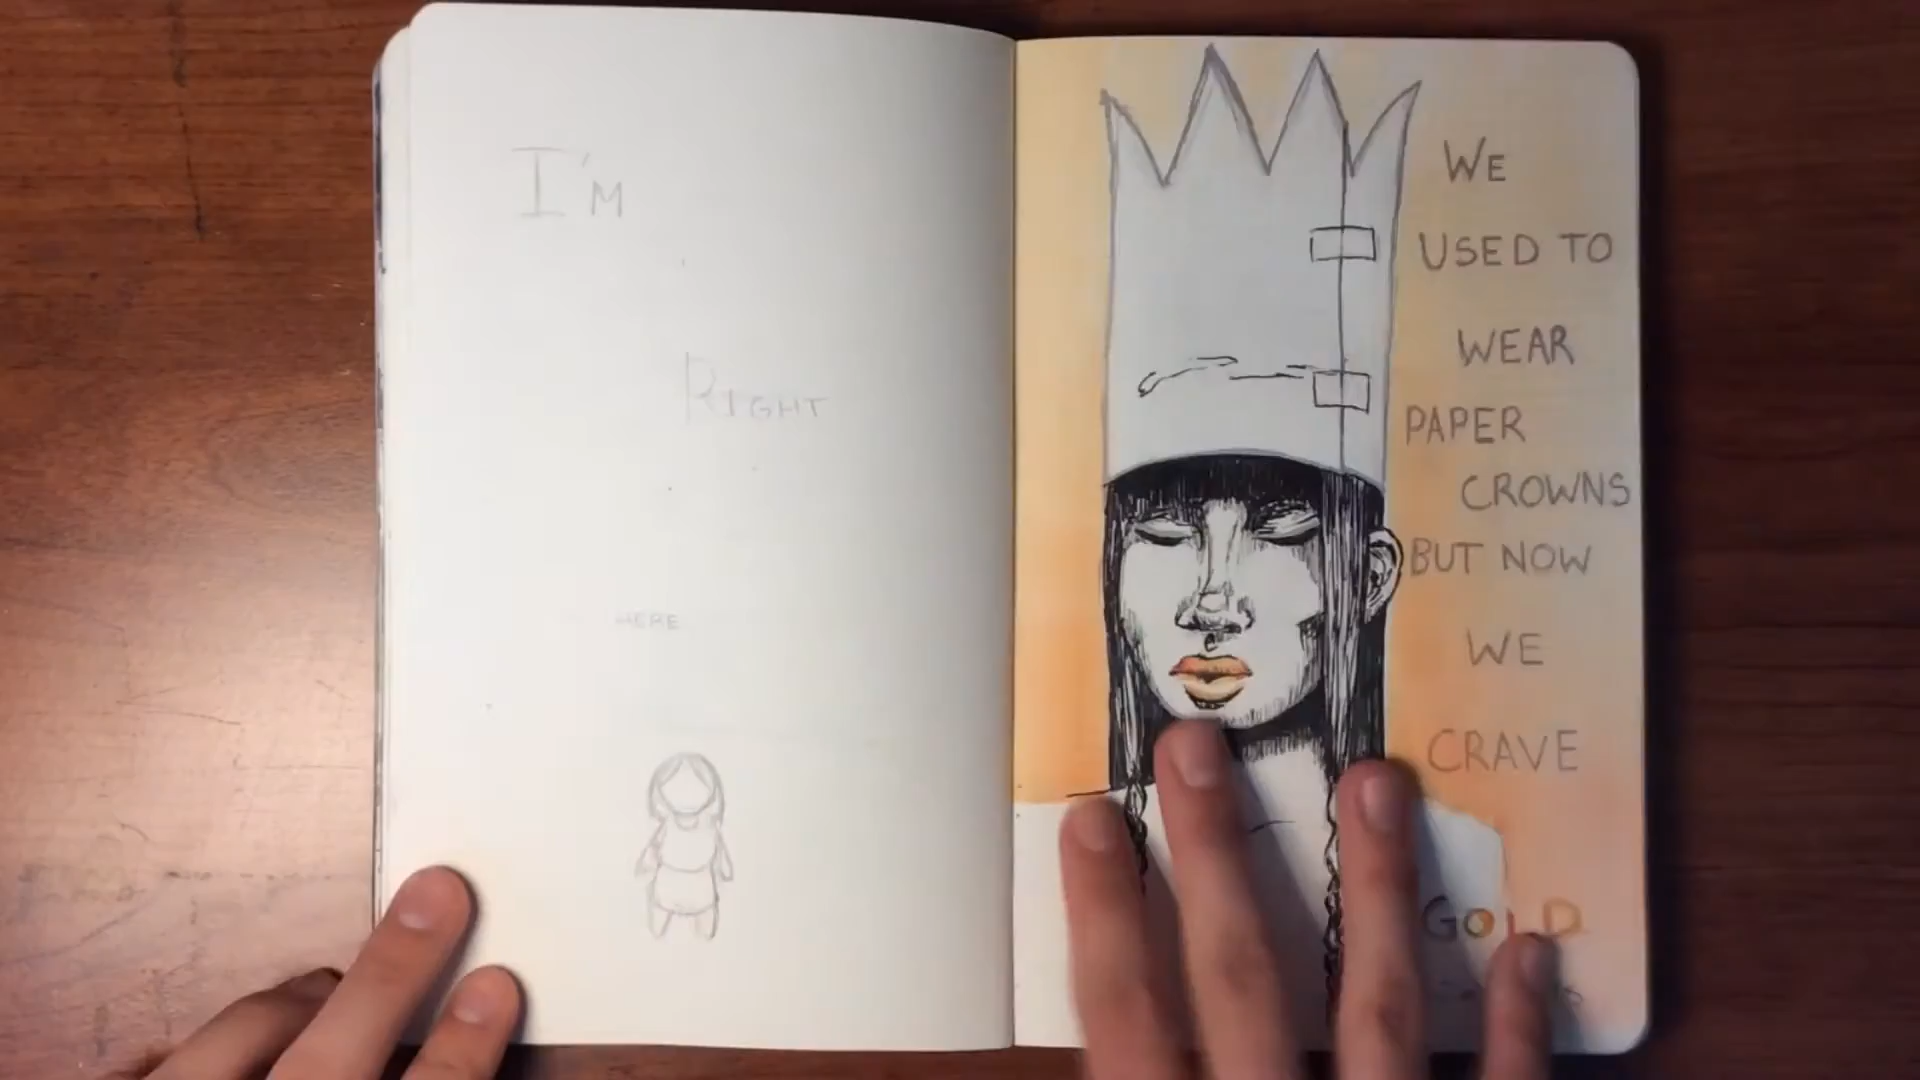 I'M
RIGHT
HERE
WE
USED TO
WEAR
PAPER
CROWNS
BUT NOW
WE
CRAVE
GOLD